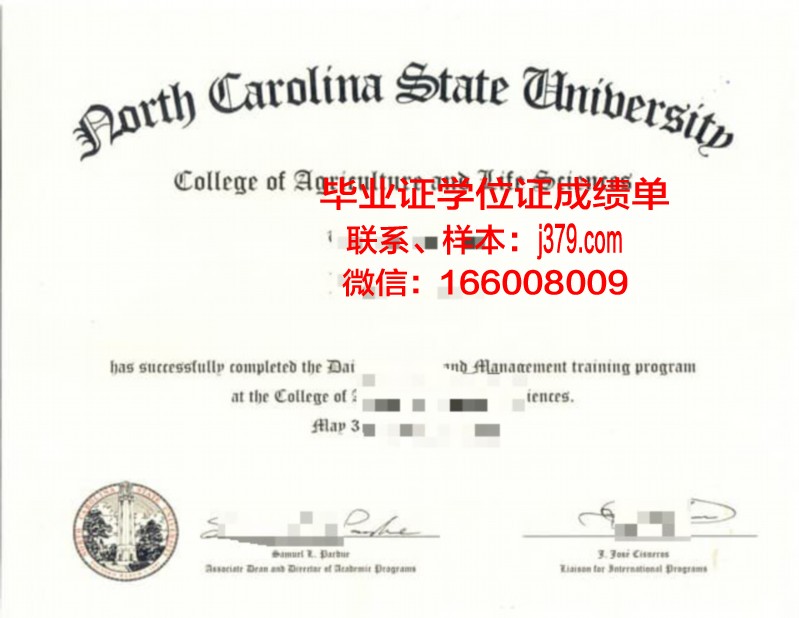 North Carolina State University
College of Agriculture and Life Sciences
毕业证学位证成绩单
联系、样本：j379.com
微信：166008009
has successfully completed the and Management training program
at the College of
May
Samuel L. Pardue
Associate Dean and Director of Academic Programs
J. José Cisneros
Liaison for International Programs